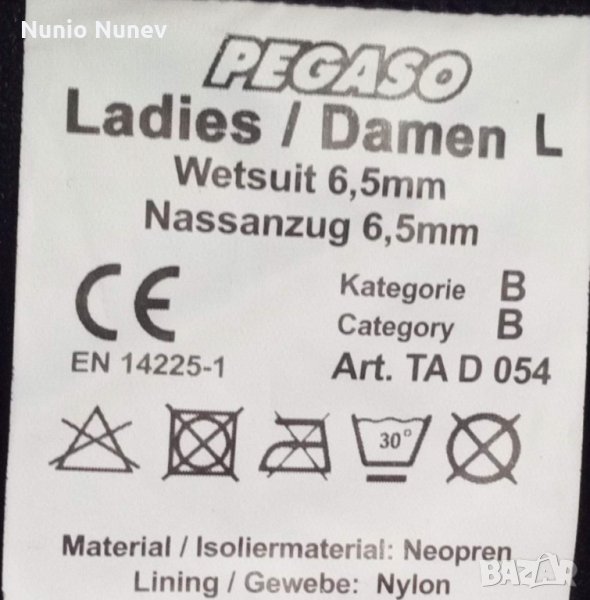 Nunio Nunev
PEGASO
Ladies / Damen L
Wetsuit 6,5mm
Nassanzug 6,5mm
CE
Kategorie B
Category B
EN 14225-1
Art. TA D 054
30°
Material / Isoliermaterial: Neopren
Lining / Gewebe: Nylon
BAZAR